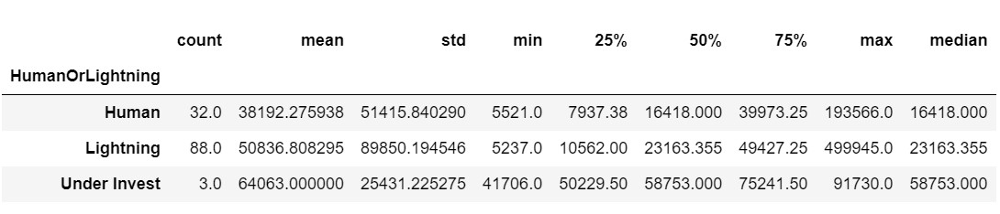 count mean std min 25% 50% 75% max median
HumanOrLightning
Human 32.0 38192.275938 51415.840290 5521.0 7937.38 16418.000 39973.25 193566.0 16418.000
Lightning 88.0 50836.808295 89850.194546 5237.0 10562.00 23163.355 49427.25 499945.0 23163.355
Under Invest 3.0 64063.000000 25431.225275 41706.0 50229.50 58753.000 75241.50 91730.0 58753.000